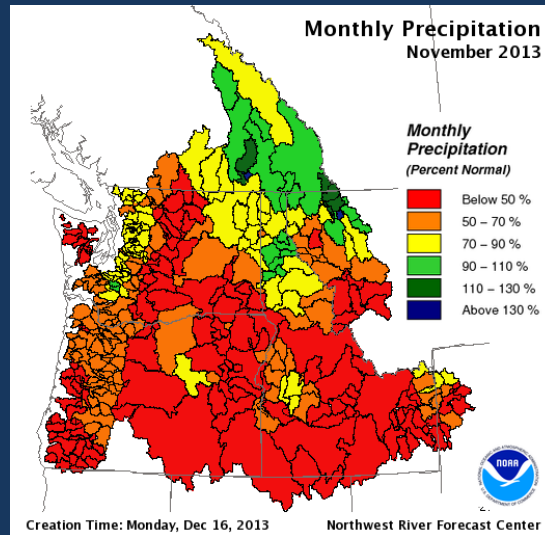 Monthly Precipitation
November 2013
Monthly
Precipitation
(Percent Normal)
Below 50 %
50 – 70 %
70 – 90 %
90 – 110 %
110 – 130 %
Above 130 %
NOAA
Creation Time: Monday, Dec 16, 2013
Northwest River Forecast Center